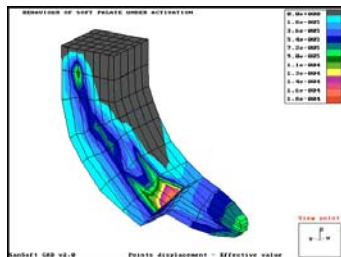 BEHAVIOUR OF SOFT PALATE UNDER ACTIVATION
0.0e+000
1.8e-005
3.6e-005
5.4e-005
7.2e-005
9.0e-005
1.1e-004
1.3e-004
1.4e-004
1.6e-004
1.8e-004
View point
SanSoft CAD v2.0
Points displacement - Effective value